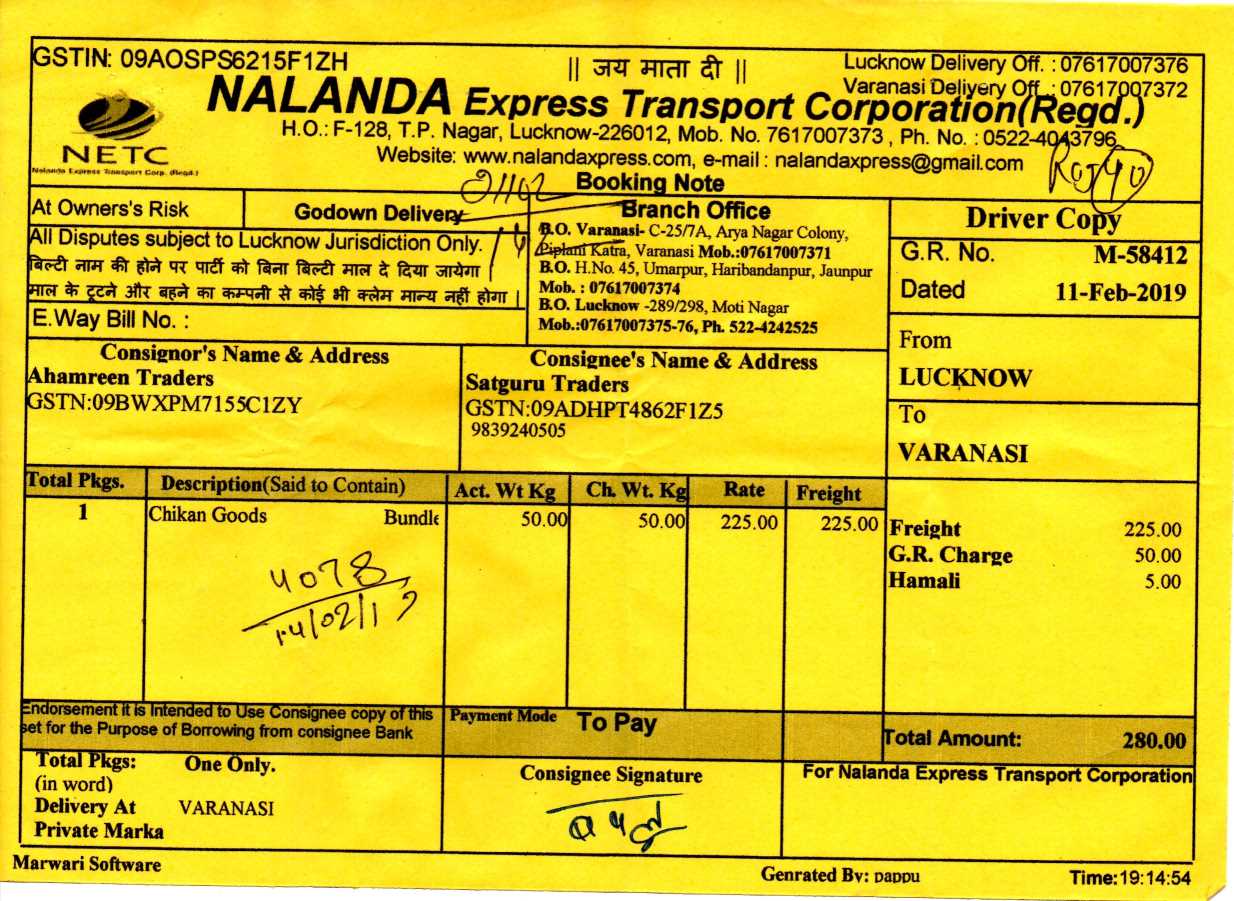 GSTIN: 09AOSPS6215F1ZH
|| जय माता दी ||
Lucknow Delivery Off. : 07617007376
Varanasi Delivery Off. : 07617007372
NALANDA Express Transport Corporation(Regd.)
H.O.: F-128, T.P. Nagar, Lucknow-226012, Mob. No. 7617007373 , Ph. No. : 0522-4043796
Website: www.nalandaxpress.com, e-mail : nalandaxpress@gmail.com
NETC
Nalanda Express Transport Corp. (Regd.)
Booking Note
At Owners's Risk
Godown Delivery
All Disputes subject to Lucknow Jurisdiction Only.
बिल्टी नाम की होने पर पार्टी को बिना बिल्टी माल दे दिया जायेगा
माल के टूटने और बहने का कम्पनी से कोई भी क्लेम मान्य नहीं होगा |
E.Way Bill No. :
Branch Office
B.O. Varanasi- C-25/7A, Arya Nagar Colony,
Piplani Katra, Varanasi Mob.:07617007371
B.O. H.No. 45, Umarpur, Haribandanpur, Jaunpur
Mob. : 07617007374
B.O. Lucknow -289/298, Moti Nagar
Mob.:07617007375-76, Ph. 522-4242525
Driver Copy
G.R. No. M-58412
Dated 11-Feb-2019
From
LUCKNOW
To
VARANASI
Consignor's Name & Address
Ahamreen Traders
GSTN:09BWXPM7155C1ZY
Consignee's Name & Address
Satguru Traders
GSTN:09ADHPT4862F1Z5
9839240505
Total Pkgs. Description(Said to Contain) Act. Wt Kg Ch. Wt. Kg Rate Freight
1 Chikan Goods Bundle 50.00 50.00 225.00 225.00
4078
14/02/19
Freight 225.00
G.R. Charge 50.00
Hamali 5.00
Endorsement it is Intended to Use Consignee copy of this
set for the Purpose of Borrowing from consignee Bank
Payment Mode To Pay
Total Amount: 280.00
Total Pkgs: One Only.
(in word)
Delivery At VARANASI
Private Marka
Consignee Signature
For Nalanda Express Transport Corporation
Marwari Software
Genrated By: pappu
Time:19:14:54